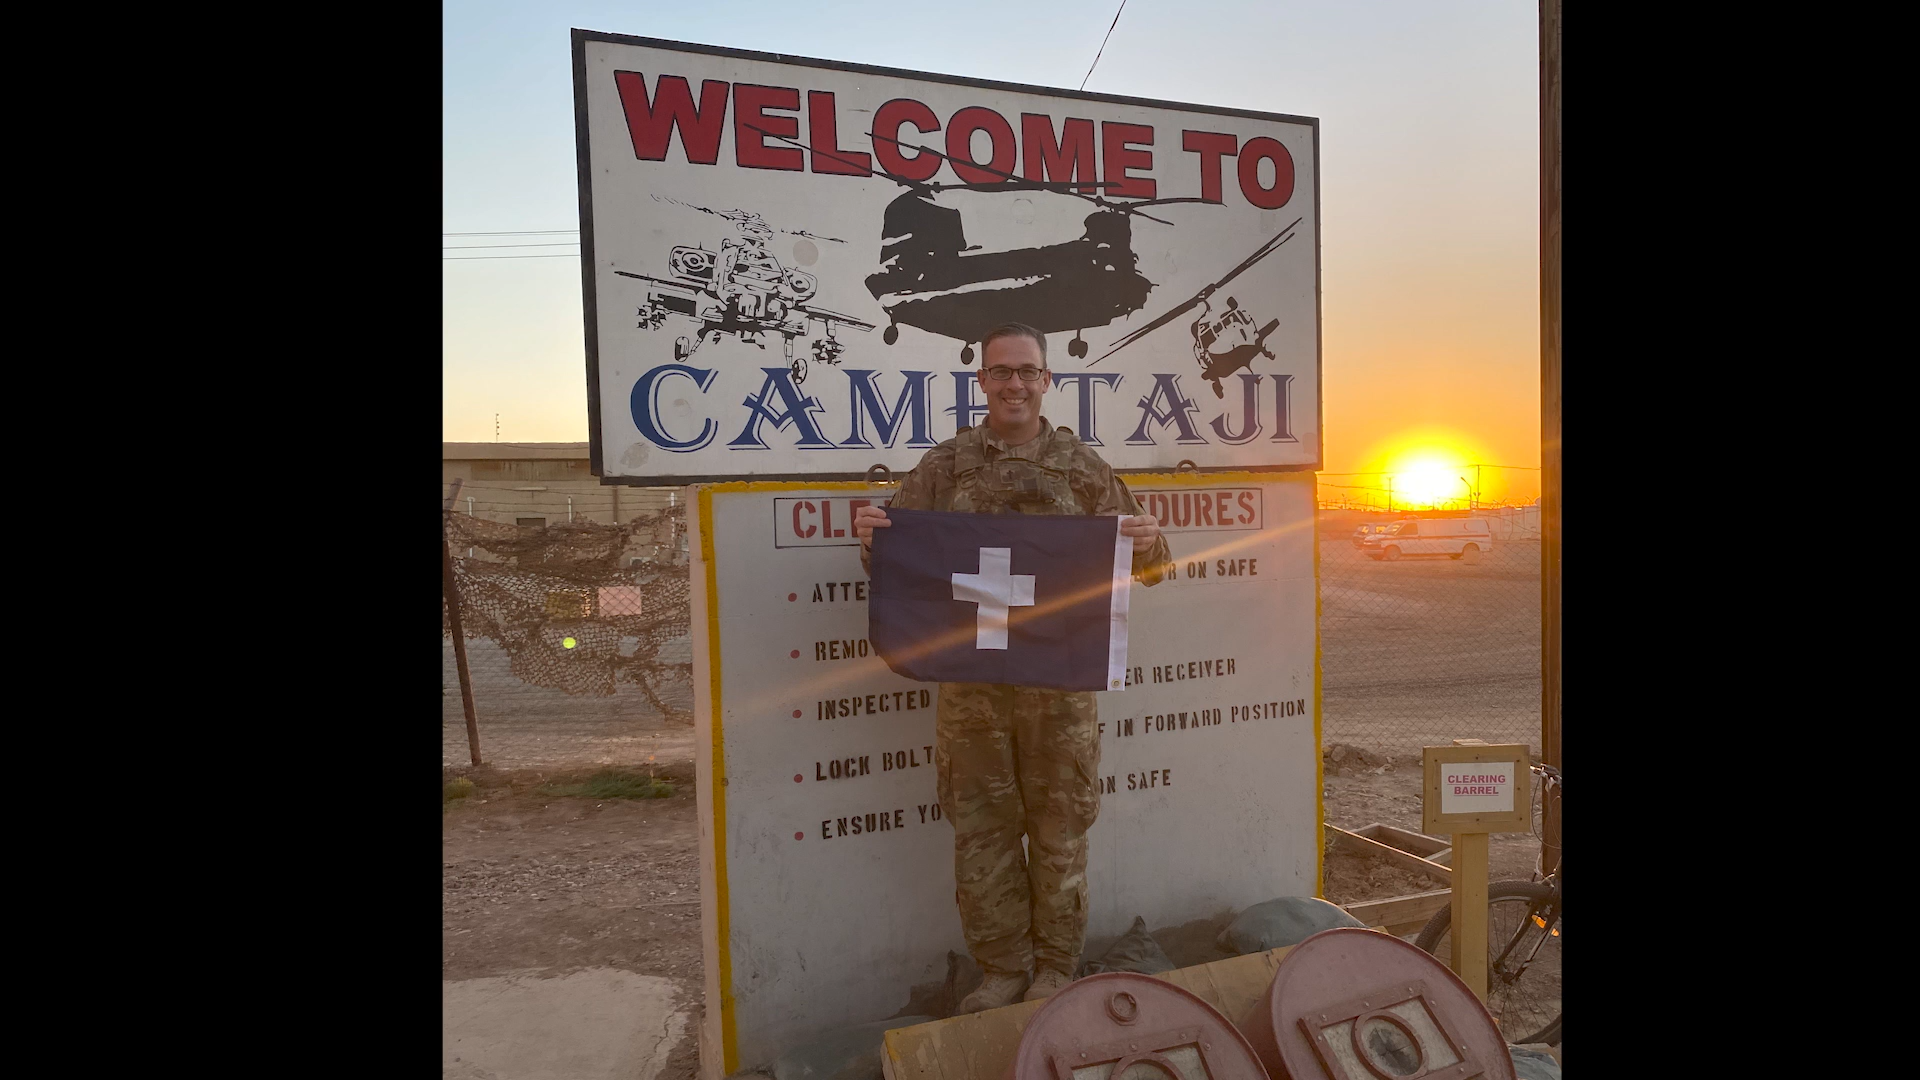 WELCOME TO
CAMP TAJI
CLE DURES
ATTE R ON SAFE
REMOV ER RECEIVER
INSPECTED F IN FORWARD POSITION
LOCK BOLT ON SAFE
ENSURE YO
CLEARING
BARREL